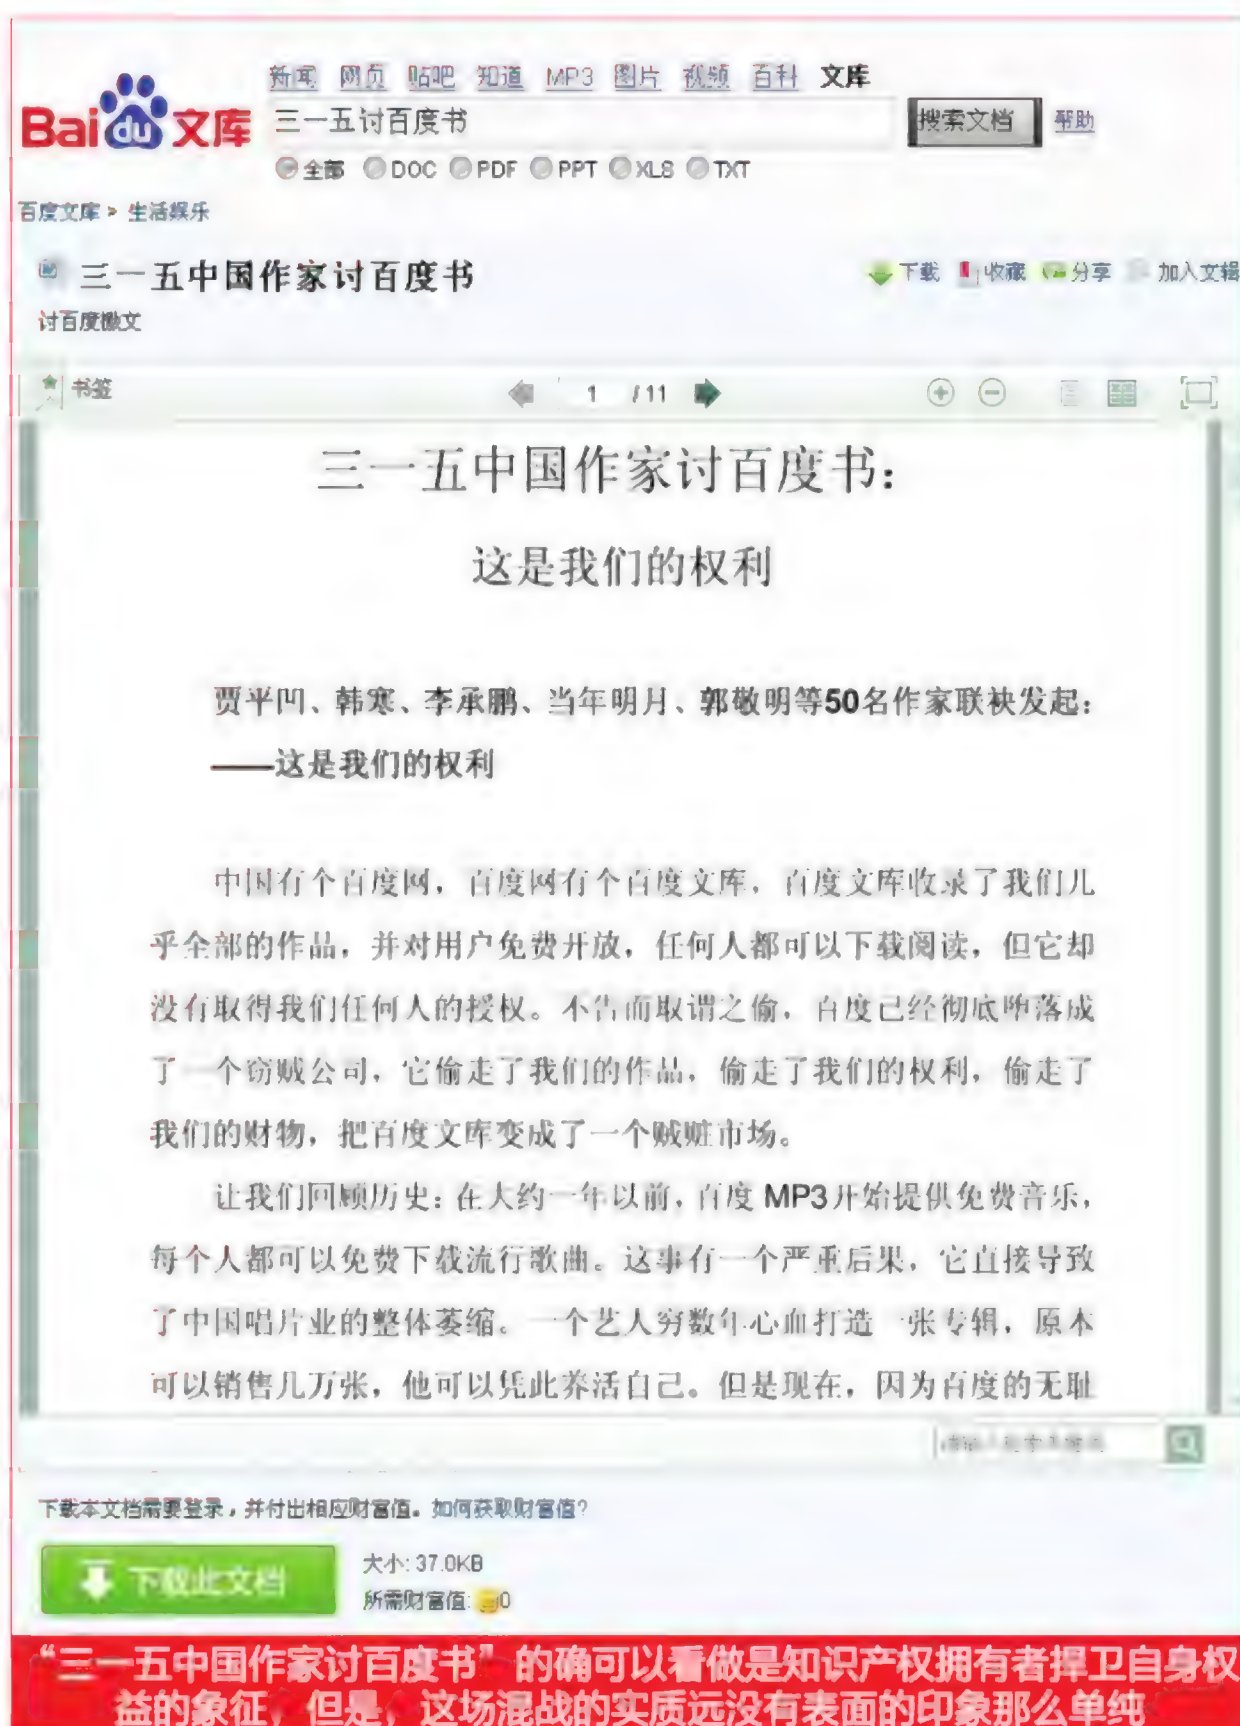 新闻 网页 贴吧 知道 MP3 图片 视频 百科 文库
Bai du 文库 三一五讨百度书 搜索文档 帮助
全部 DOC PDF PPT XLS TXT
百度文库 > 生活娱乐
三一五中国作家讨百度书 下载 收藏 分享 加入文辑
讨百度檄文
书签 1 / 11
三一五中国作家讨百度书：
这是我们的权利
贾平凹、韩寒、李承鹏、当年明月、郭敬明等50名作家联袂发起：
——这是我们的权利
中国有个百度网，百度网有个百度文库，百度文库收录了我们几
乎全部的作品，并对用户免费开放，任何人都可以下载阅读，但它却
没有取得我们任何人的授权。不告而取谓之偷，百度已经彻底堕落成
了一个窃贼公司，它偷走了我们的作品，偷走了我们的权利，偷走了
我们的财物，把百度文库变成了一个贼赃市场。
让我们回顾历史：在大约一年以前，百度 MP3开始提供免费音乐，
每个人都可以免费下载流行歌曲。这事有一个严重后果，它直接导致
了中国唱片业的整体萎缩。一个艺人穷数年心血打造一张专辑，原本
可以销售几万张，他可以凭此养活自己。但是现在，因为百度的无耻
下载本文档需要登录，并付出相应财富值。如何获取财富值？
下载此文档 大小: 37.0KB
所需财富值: 0
“三一五中国作家讨百度书”的确可以看做是知识产权拥有者捍卫自身权
益的象征，但是，这场混战的实质远没有表面的印象那么单纯